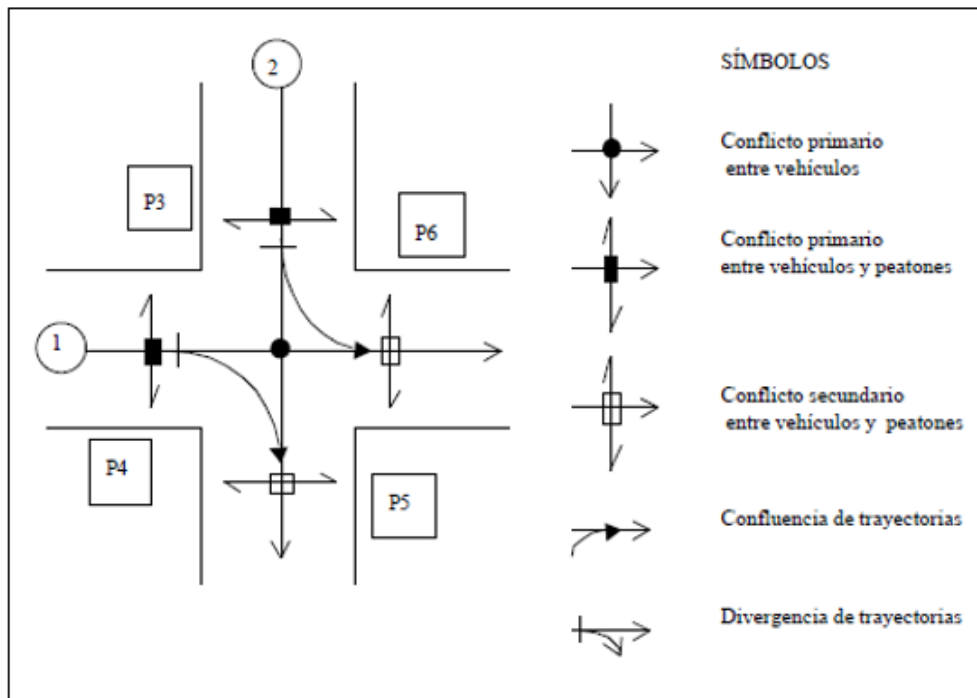 2
SÍMBOLOS
Conflicto primario
entre vehículos
P3
P6
Conflicto primario
entre vehículos y peatones
1
Conflicto secundario
entre vehículos y peatones
P4
P5
Confluencia de trayectorias
Divergencia de trayectorias